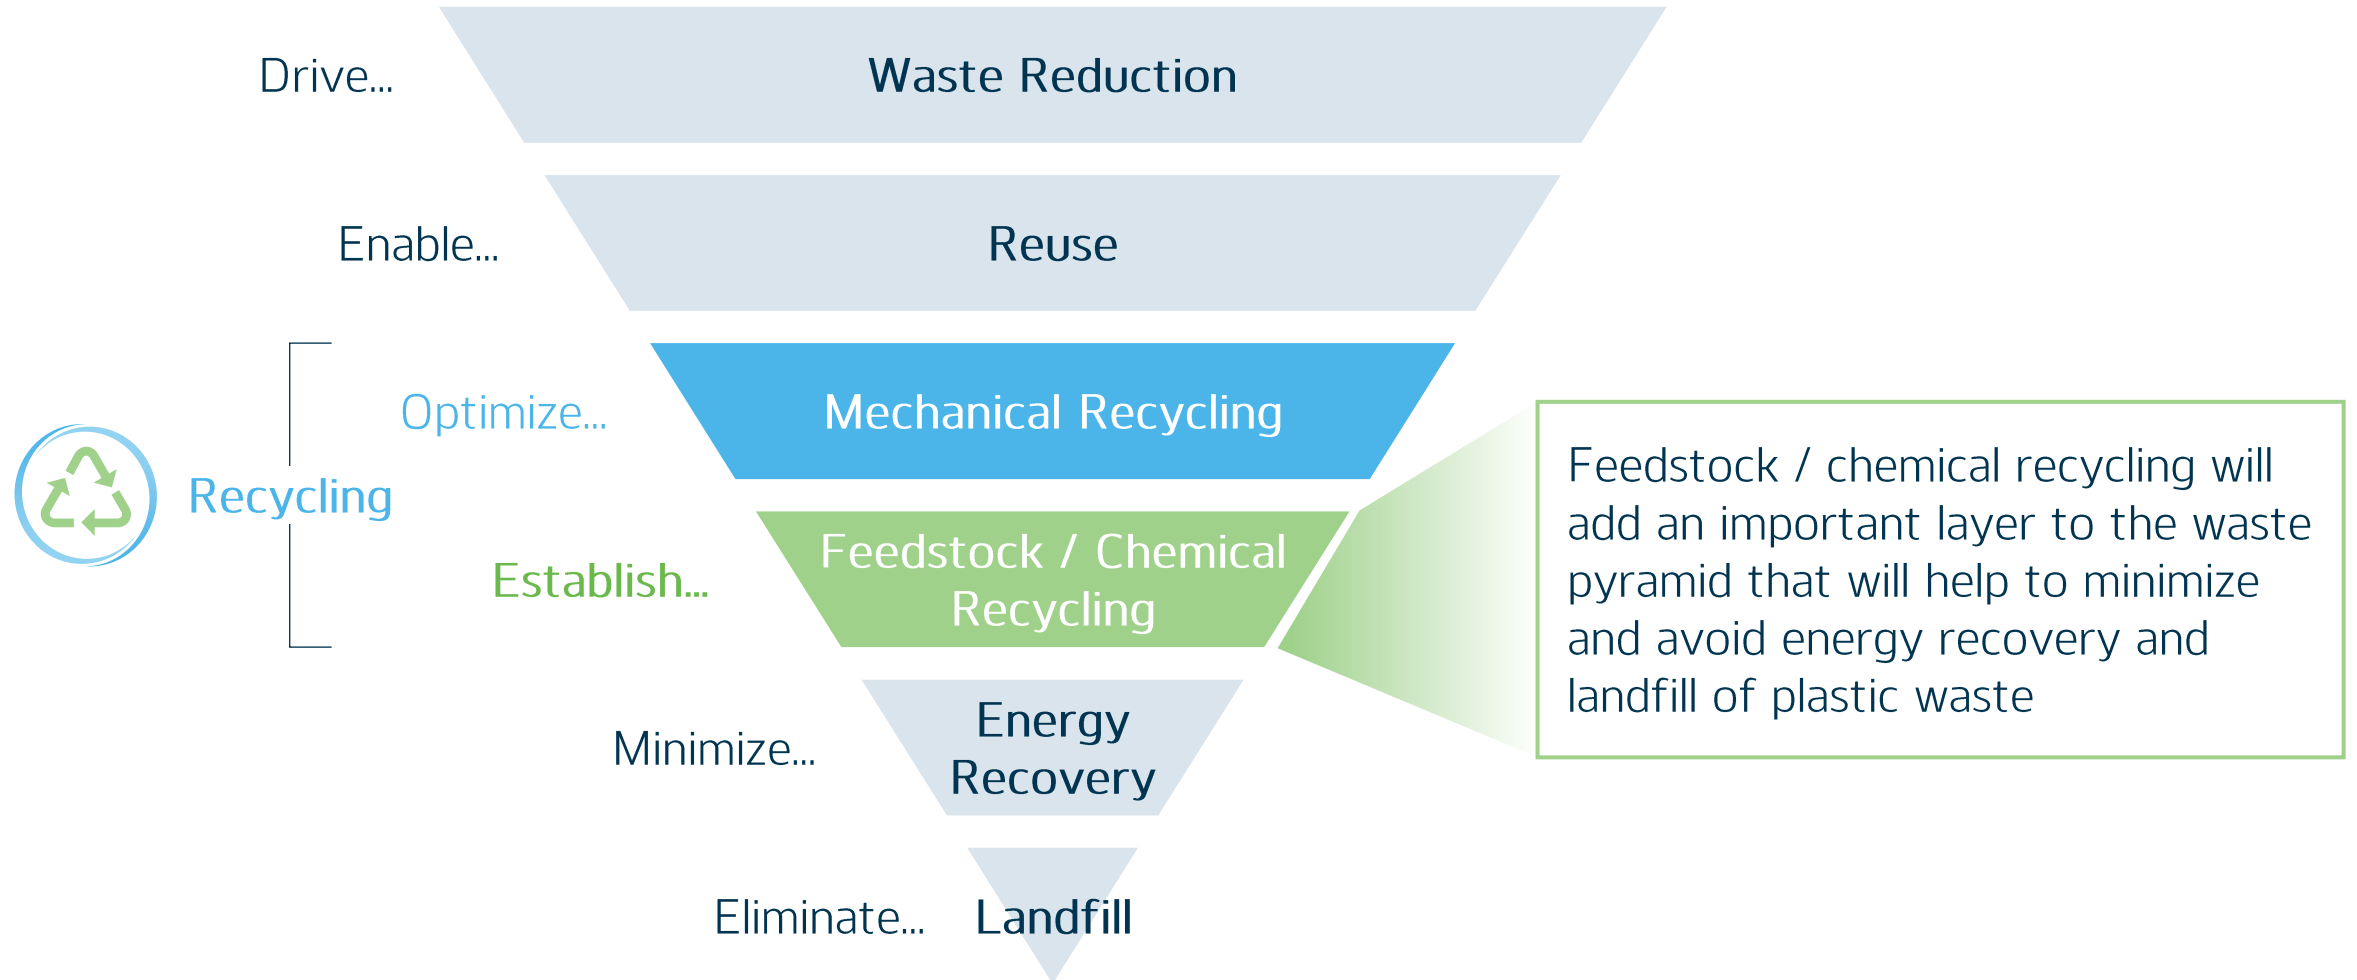 Drive...
Waste Reduction
Enable...
Reuse
Optimize...
Mechanical Recycling
Recycling
Establish...
Feedstock / Chemical
Recycling
Feedstock / chemical recycling will
add an important layer to the waste
pyramid that will help to minimize
and avoid energy recovery and
landfill of plastic waste
Minimize...
Energy
Recovery
Eliminate...
Landfill